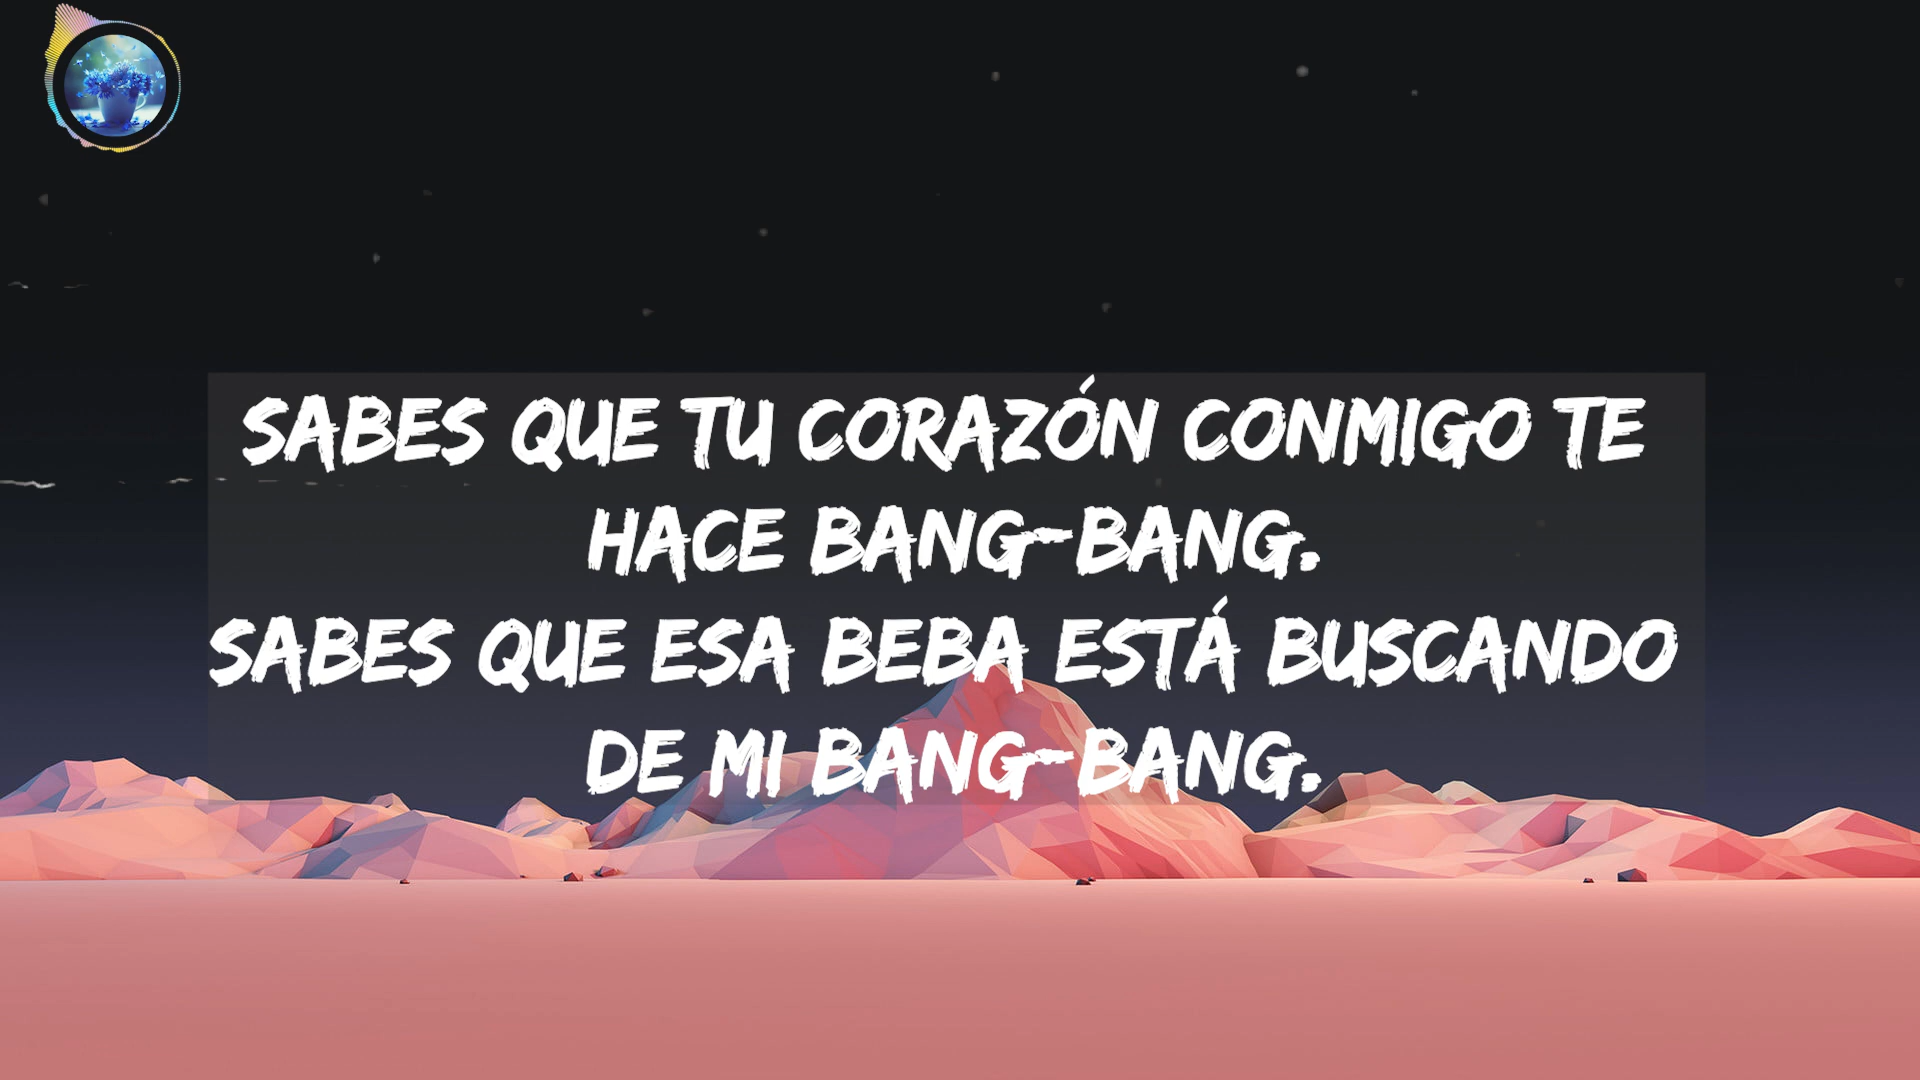 SABES QUE TU CORAZÓN CONMIGO TE
HACE BANG-BANG.
SABES QUE ESA BEBA ESTÁ BUSCANDO
DE MI BANG-BANG.